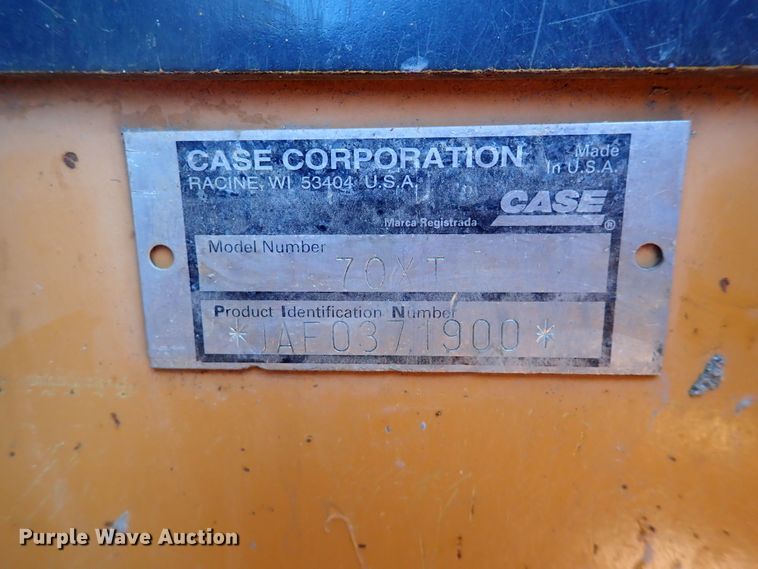 CASE CORPORATION
RACINE, WI 53404 U.S.A.
Made
In U.S.A.
CASE
®
Marca Registrada
Model Number
70XT
Product Identification Number
*JAF0371900*
Purple Wave Auction